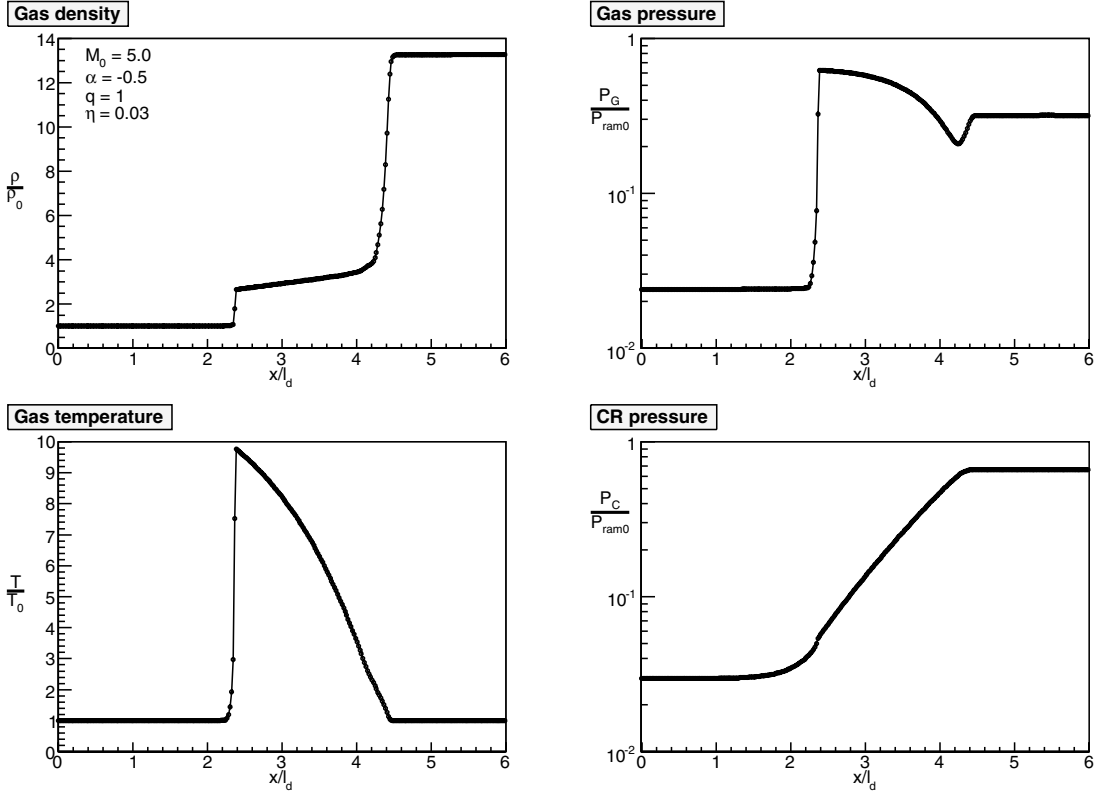 Gas density
14
12
10
8
6
4
2
0
ρ
ρ0
M0 = 5.0
α = -0.5
q = 1
η = 0.03
0 1 2 3 4 5 6
x/ld
Gas pressure
1
10-1
10-2
PG
Pram0
0 1 2 3 4 5 6
x/ld
Gas temperature
10
9
8
7
6
5
4
3
2
1
0
T
T0
0 1 2 3 4 5 6
x/ld
CR pressure
1
10-1
10-2
PC
Pram0
0 1 2 3 4 5 6
x/ld